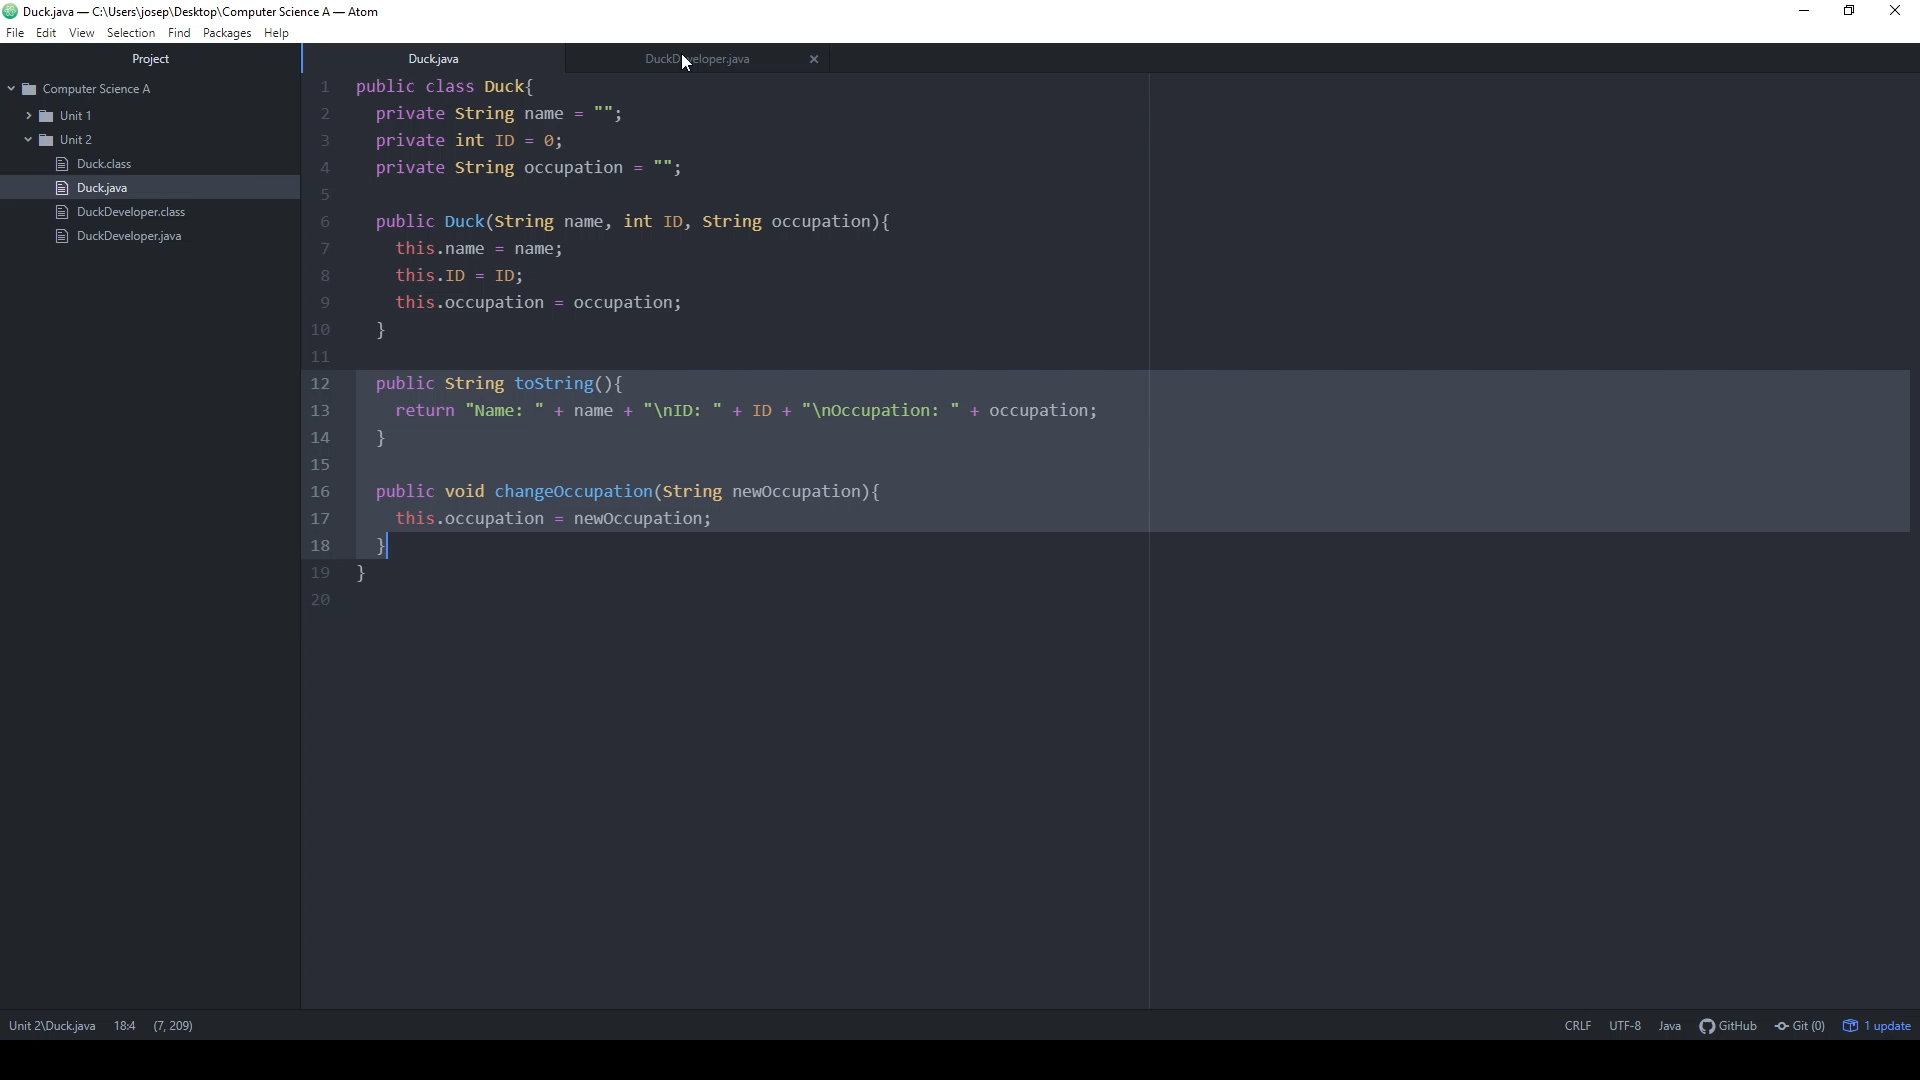 Duck.java — C:\Users\josep\Desktop\Computer Science A — Atom
File Edit View Selection Find Packages Help
Project
Duck.java
DuckDeveloper.java
Computer Science A
Unit 1
Unit 2
Duck.class
Duck.java
DuckDeveloper.class
DuckDeveloper.java
1 public class Duck{
2 private String name = "";
3 private int ID = 0;
4 private String occupation = "";
5
6 public Duck(String name, int ID, String occupation){
7 this.name = name;
8 this.ID = ID;
9 this.occupation = occupation;
10 }
11
12 public String toString(){
13 return "Name: " + name + "\nID: " + ID + "\nOccupation: " + occupation;
14 }
15
16 public void changeOccupation(String newOccupation){
17 this.occupation = newOccupation;
18 }
19 }
20
Unit 2\Duck.java 18:4 (7, 209) CRLF UTF-8 Java GitHub Git (0) 1 update